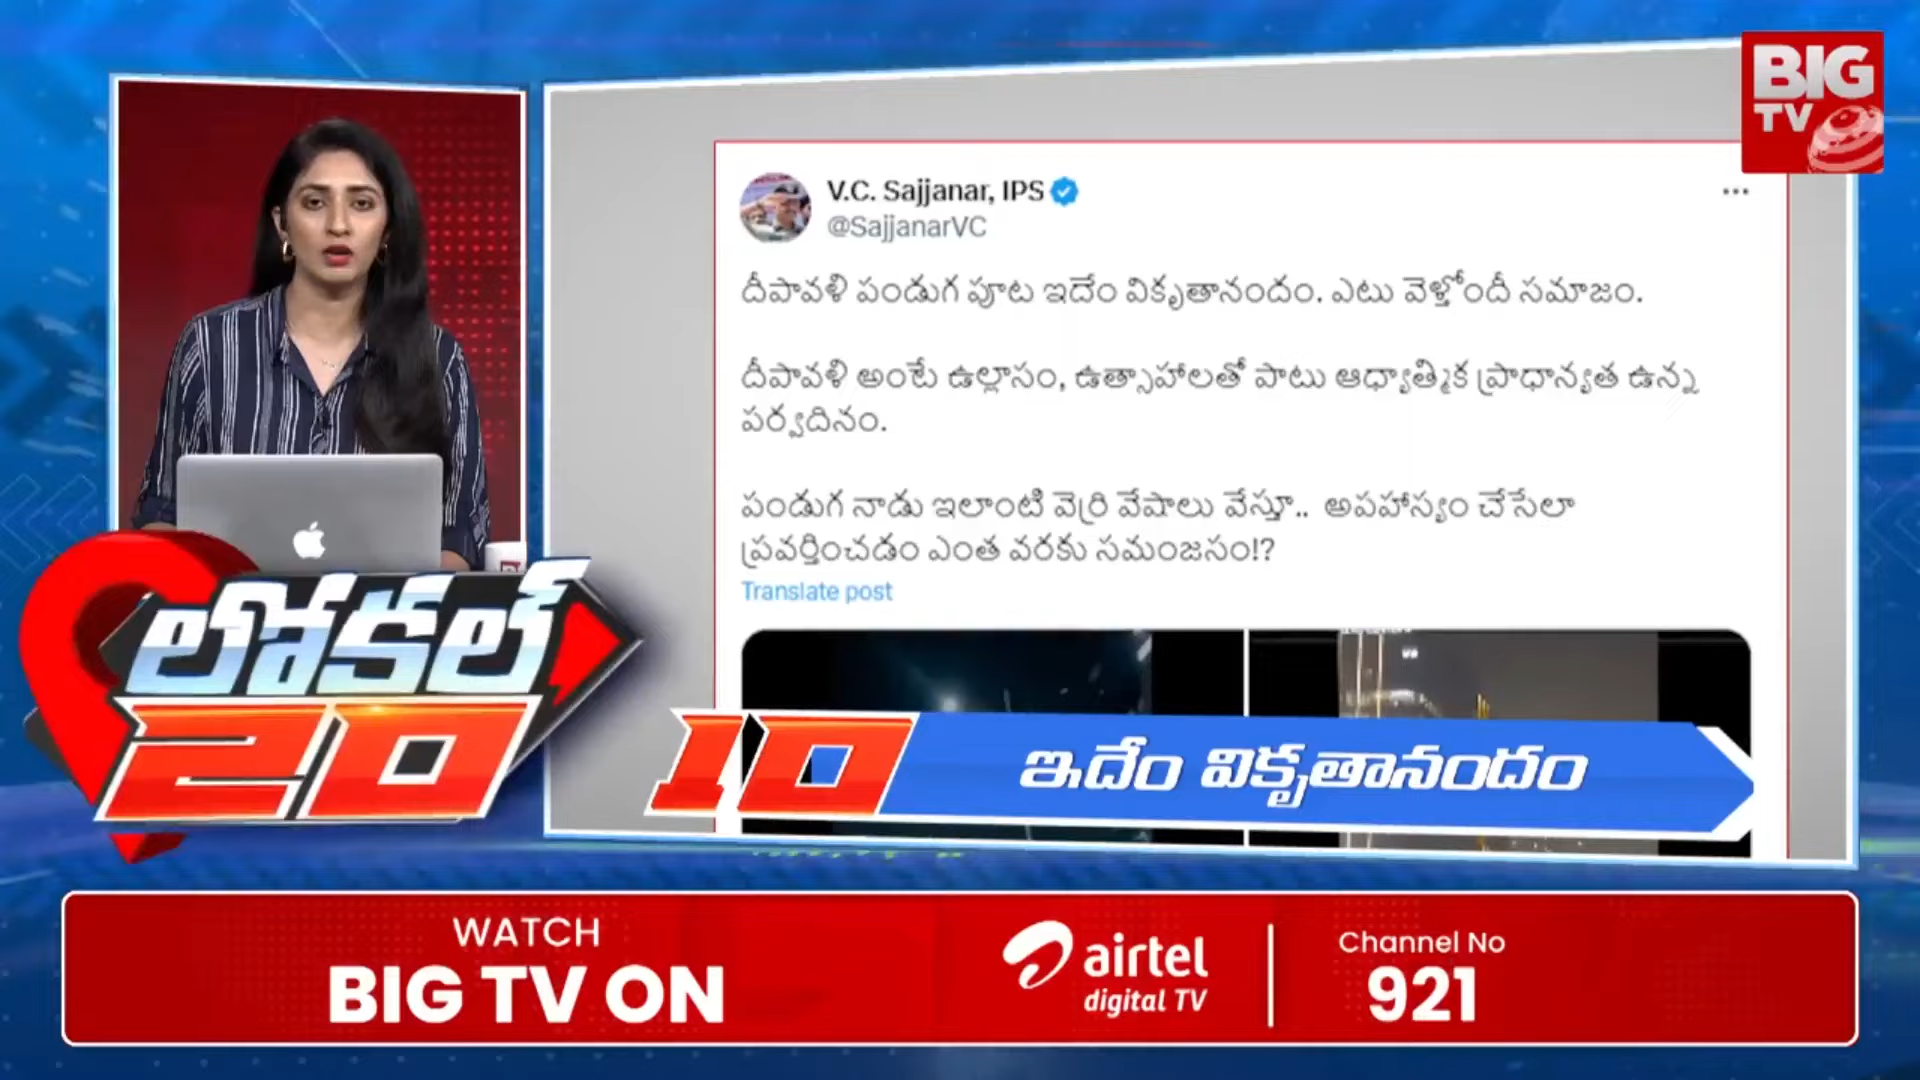 BIG
TV
V.C. Sajjanar, IPS
@SajjanarVC
దీపావళి పండుగ పూట ఇదేం వికృతానందం. ఎటు వెళ్తోందీ సమాజం.
దీపావళి అంటే ఉల్లాసం, ఉత్సాహాలతో పాటు ఆధ్యాత్మిక ప్రాధాన్యత ఉన్న
పర్వదినం.
పండుగ నాడు ఇలాంటి వెర్రి వేషాలు వేస్తూ.. అపహాస్యం చేసేలా
ప్రవర్తించడం ఎంత వరకు సమంజసం!?
Translate post
లోకల్
20
10 ఇదేం వికృతానందం
WATCH
BIG TV ON
airtel
digital TV
Channel No
921